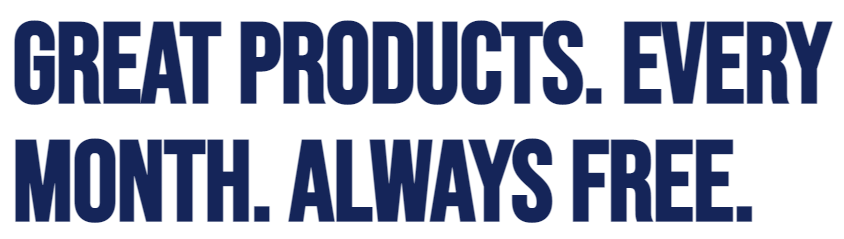 GREAT PRODUCTS. EVERY
MONTH. ALWAYS FREE.